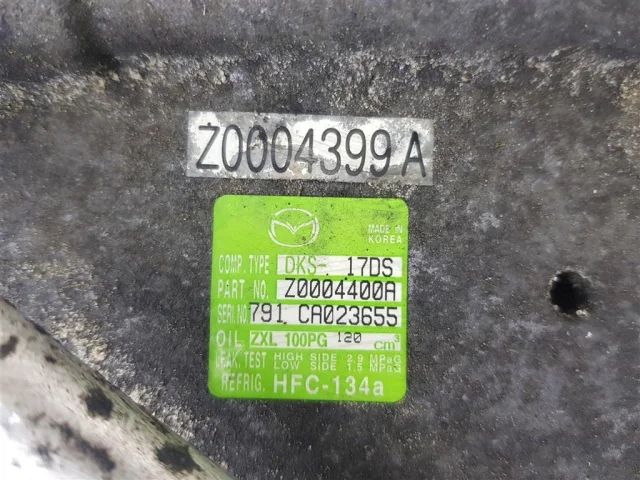 Z0004399A
MADE IN
KOREA
COMP. TYPE DKS- 17DS
PART NO. Z0004400A
SERI.NO 791 CA023655
OIL ZXL 100PG 120 cm³
LEAK. TEST HIGH SIDE 2.9 MPaG
LOW SIDE 1.5 MPaG
REFRIG. HFC-134a